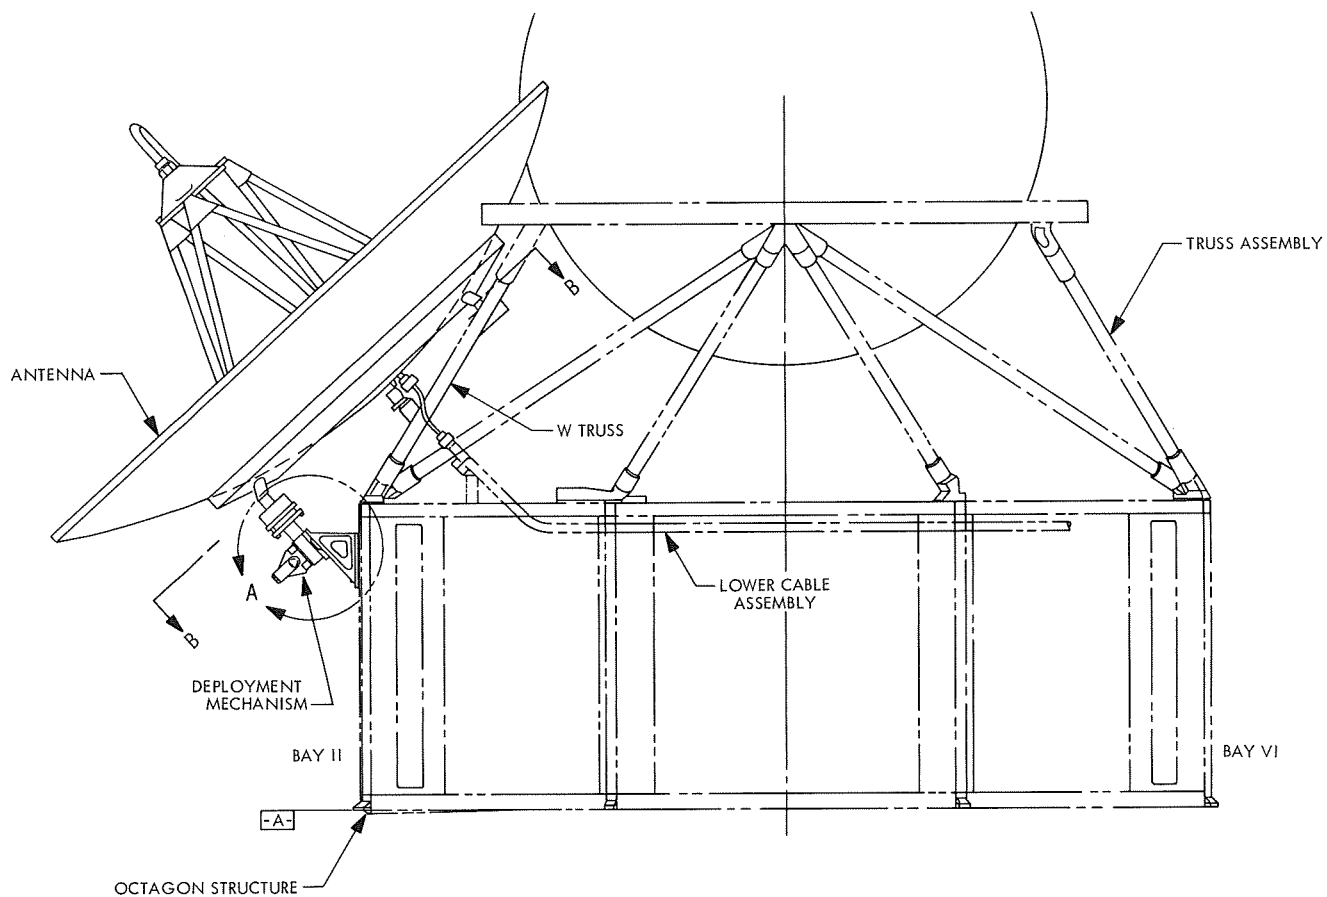 TRUSS ASSEMBLY
B
ANTENNA
W TRUSS
A
LOWER CABLE
ASSEMBLY
B
DEPLOYMENT
MECHANISM
BAY II
BAY VI
-A-
OCTAGON STRUCTURE